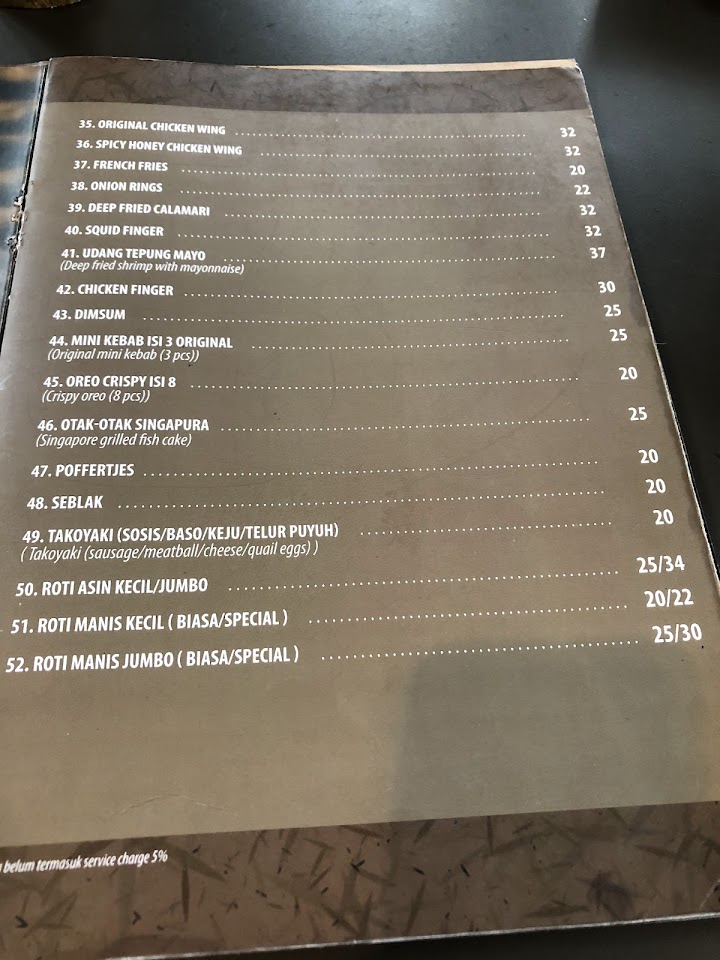 35. ORIGINAL CHICKEN WING 32
36. SPICY HONEY CHICKEN WING 32
37. FRENCH FRIES 20
38. ONION RINGS 22
39. DEEP FRIED CALAMARI 32
40. SQUID FINGER 32
41. UDANG TEPUNG MAYO 37
(Deep fried shrimp with mayonnaise)
42. CHICKEN FINGER 30
43. DIMSUM 25
44. MINI KEBAB ISI 3 ORIGINAL 25
(Original mini kebab (3 pcs))
45. OREO CRISPY ISI 8 20
(Crispy oreo (8 pcs))
46. OTAK-OTAK SINGAPURA 25
(Singapore grilled fish cake)
47. POFFERTJES 20
48. SEBLAK 20
49. TAKOYAKI (SOSIS/BASO/KEJU/TELUR PUYUH) 20
( Takoyaki (sausage/meatball/cheese/quail eggs) )
50. ROTI ASIN KECIL/JUMBO 25/34
51. ROTI MANIS KECIL ( BIASA/SPECIAL ) 20/22
52. ROTI MANIS JUMBO ( BIASA/SPECIAL ) 25/30
belum termasuk service charge 5%